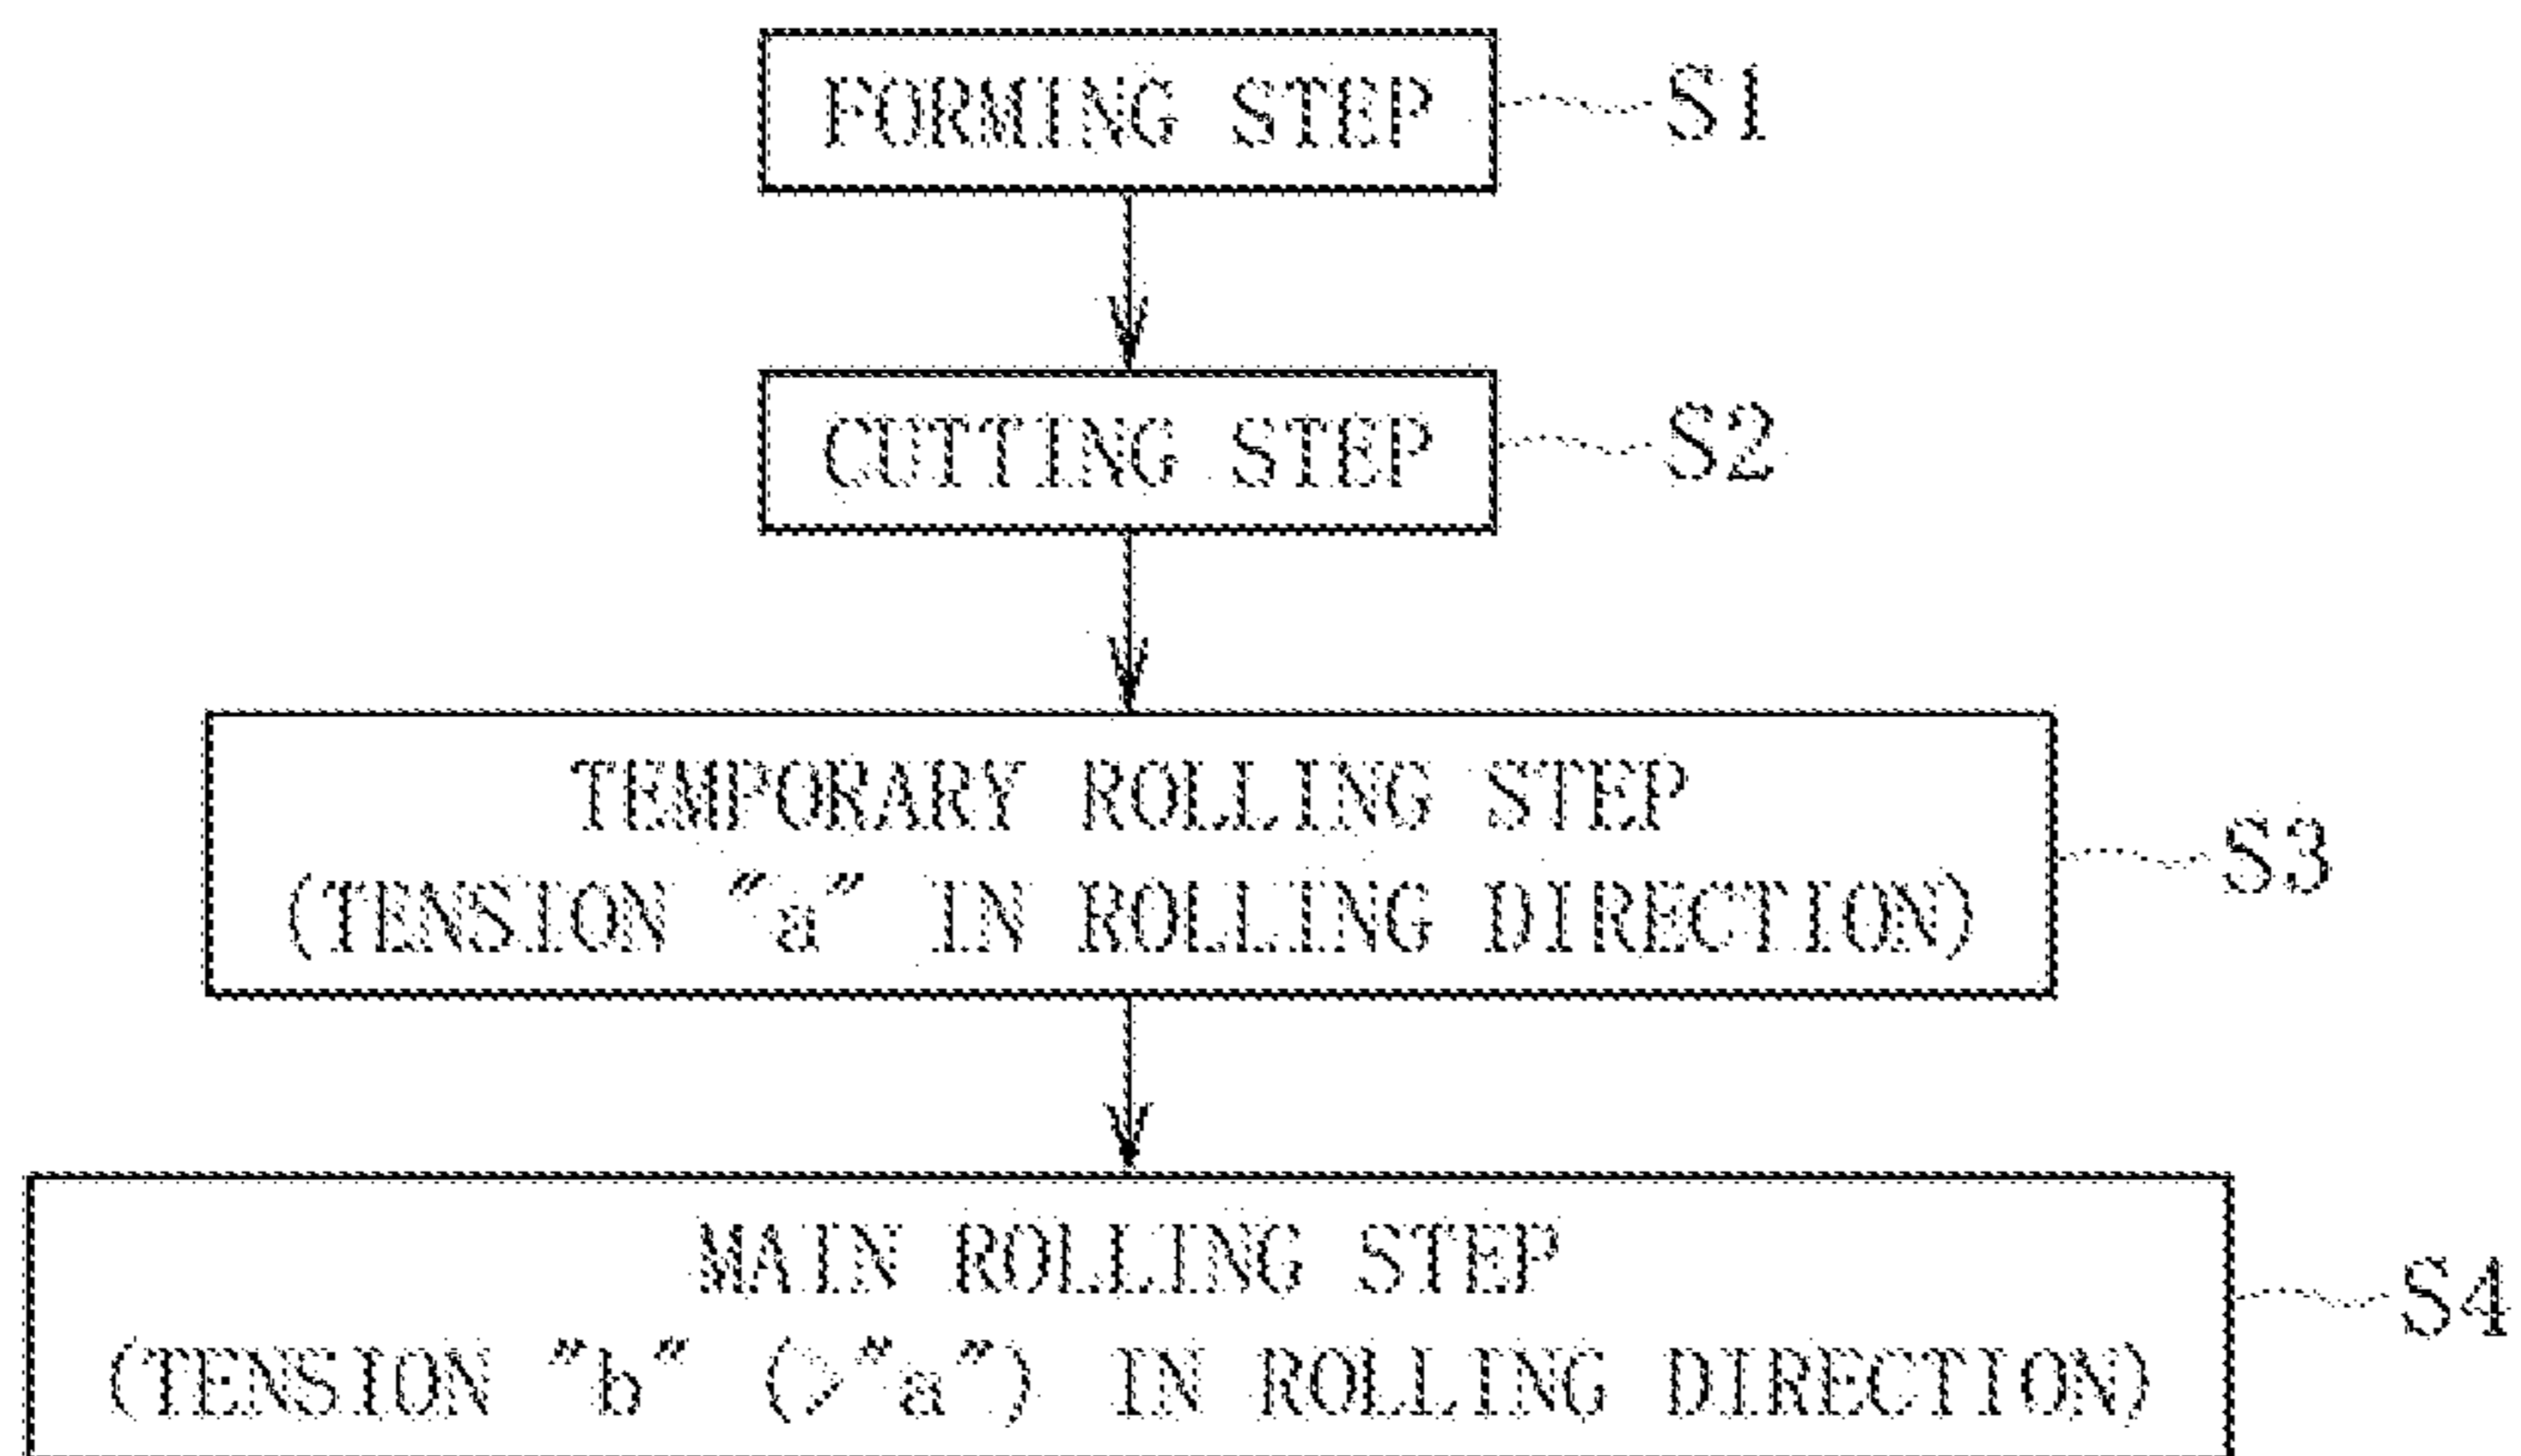 FORMING STEP
S1
CUTTING STEP
S2
TEMPORARY ROLLING STEP
(TENSION "a" IN ROLLING DIRECTION)
S3
MAIN ROLLING STEP
(TENSION "b" (>"a") IN ROLLING DIRECTION)
S4